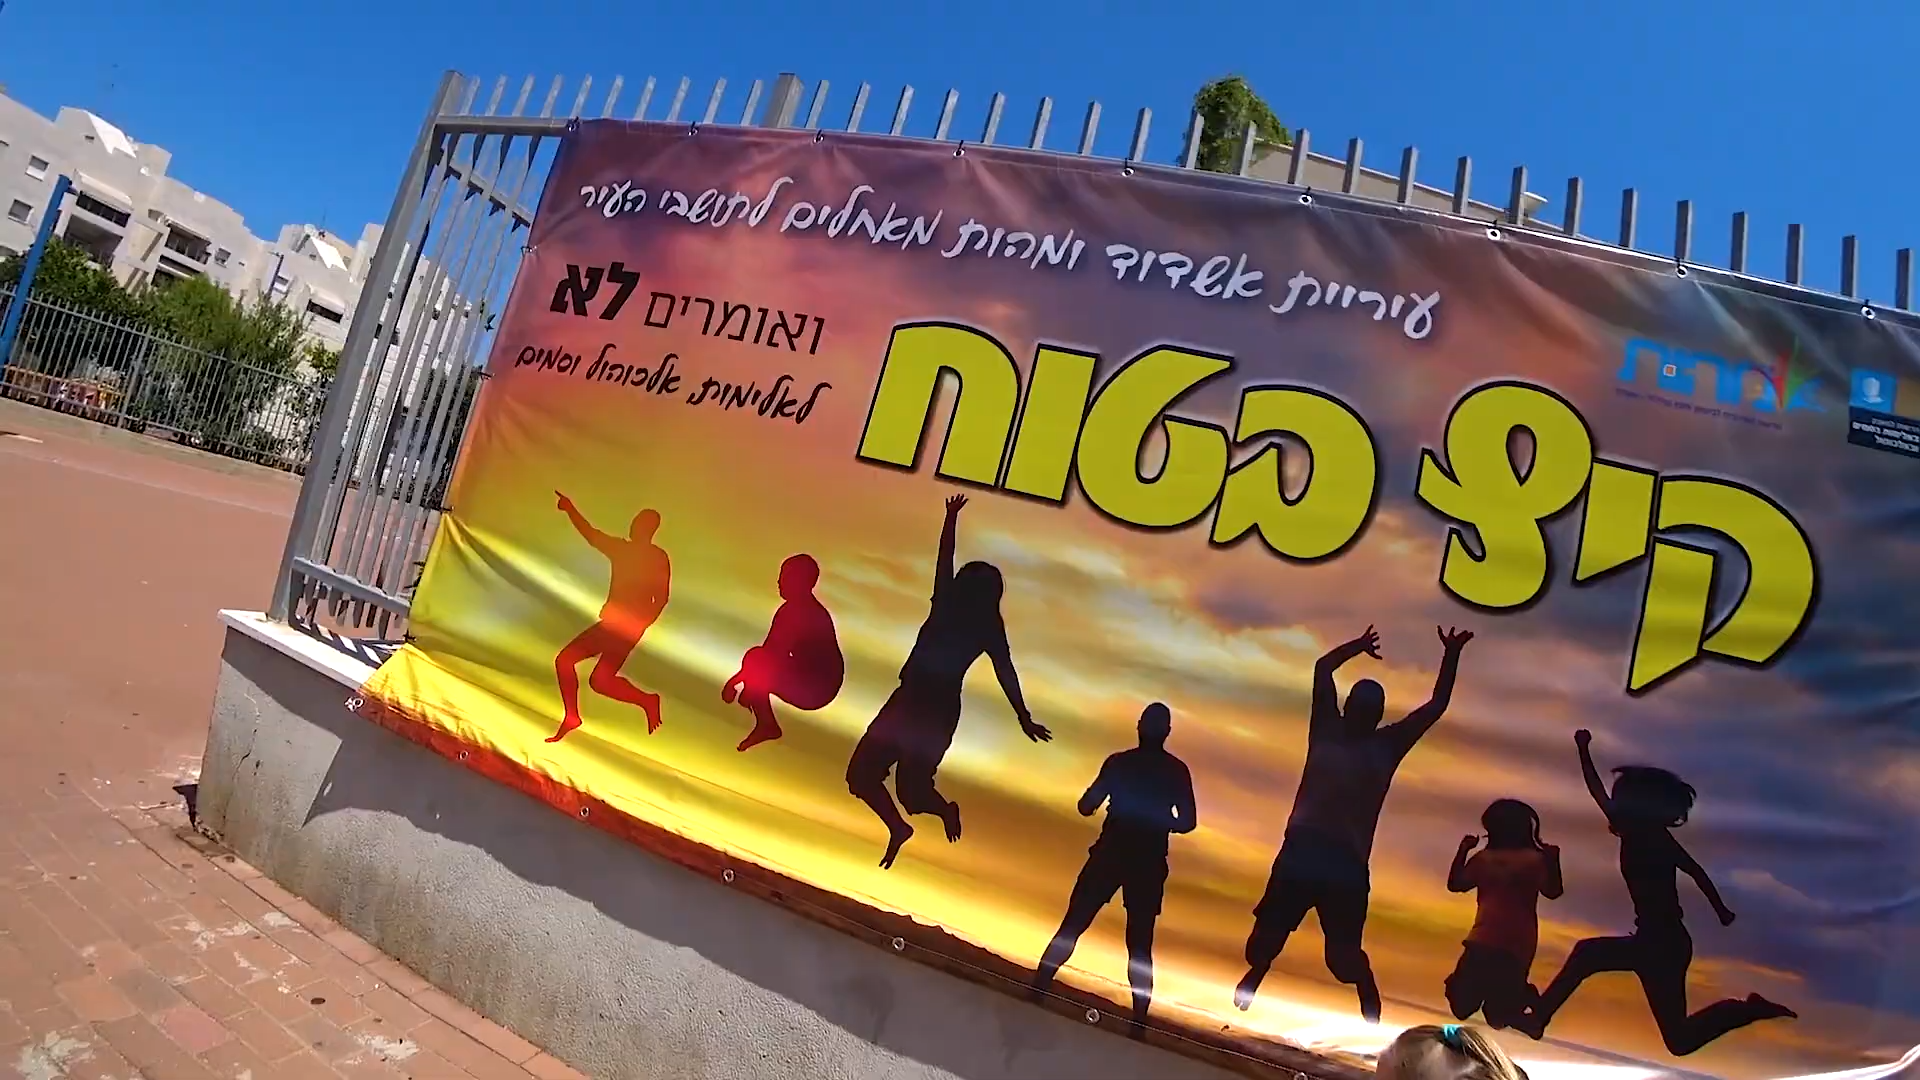 עיריית אשדוד ומהות מאחלים לתושבי העיר
קיץ בטוח
ואומרים לא
לאלימות, אלכוהול וסמים